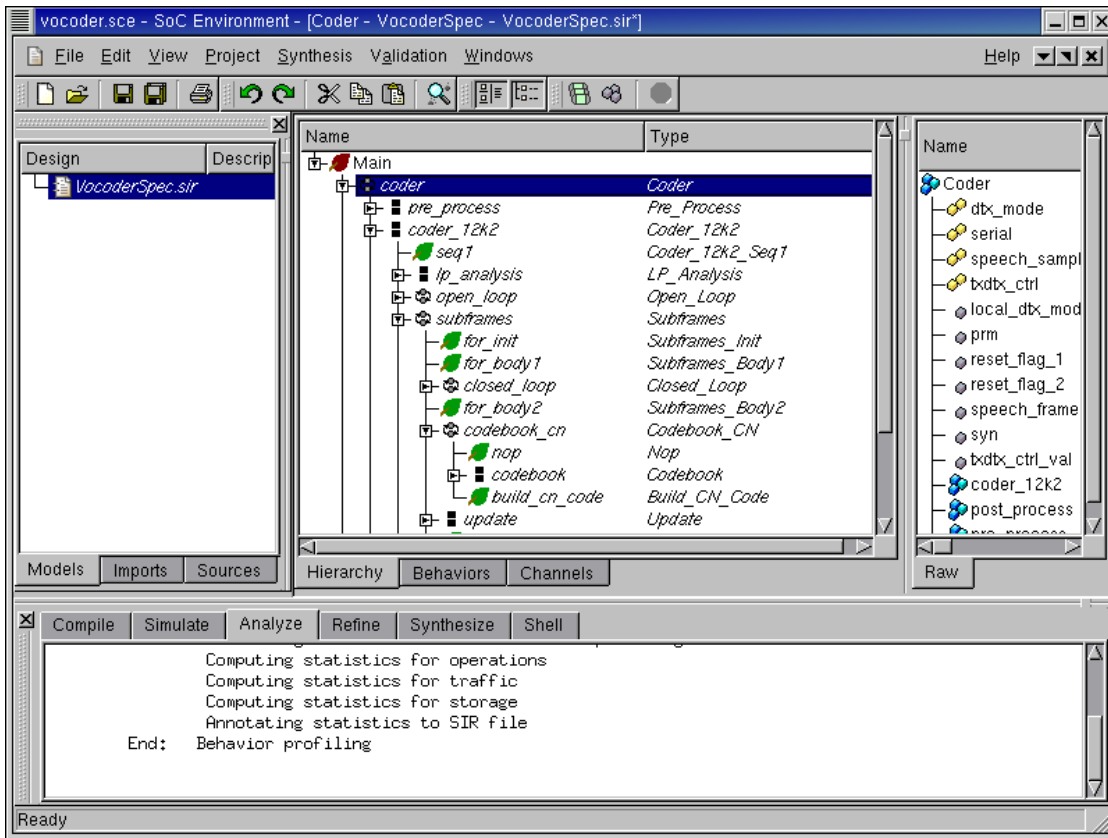 vocoder.sce - SoC Environment - [Coder - VocoderSpec - VocoderSpec.sir*]
File Edit View Project Synthesis Validation Windows Help
Design Descrip
VocoderSpec.sir
Models Imports Sources
Name Type
Main
coder Coder
pre_process Pre_Process
coder_12k2 Coder_12k2
seq1 Coder_12k2_Seq1
lp_analysis LP_Analysis
open_loop Open_Loop
subframes Subframes
for_init Subframes_Init
for_body1 Subframes_Body1
closed_loop Closed_Loop
for_body2 Subframes_Body2
codebook_cn Codebook_CN
nop Nop
codebook Codebook
build_cn_code Build_CN_Code
update Update
Hierarchy Behaviors Channels
Name
Coder
dtx_mode
serial
speech_sampl
txdtx_ctrl
local_dtx_mod
prm
reset_flag_1
reset_flag_2
speech_frame
syn
txdtx_ctrl_val
coder_12k2
post_process
Raw
Compile Simulate Analyze Refine Synthesize Shell
Computing statistics for operations
Computing statistics for traffic
Computing statistics for storage
Annotating statistics to SIR file
End: Behavior profiling
Ready